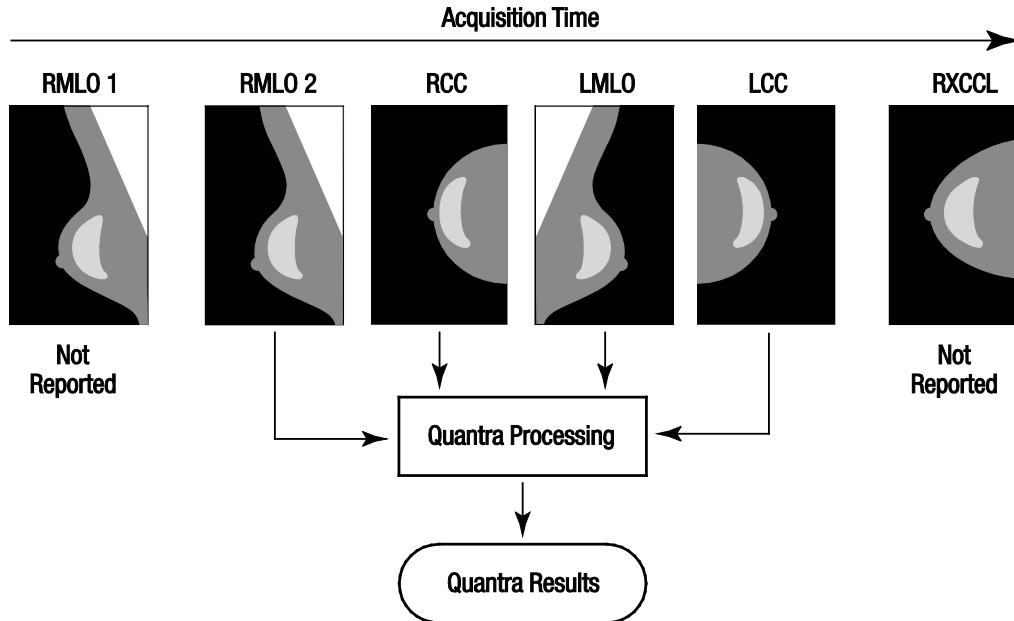 Acquisition Time
RMLO 1
RMLO 2
RCC
LMLO
LCC
RXCCL
Not
Reported
Not
Reported
Quantra Processing
Quantra Results